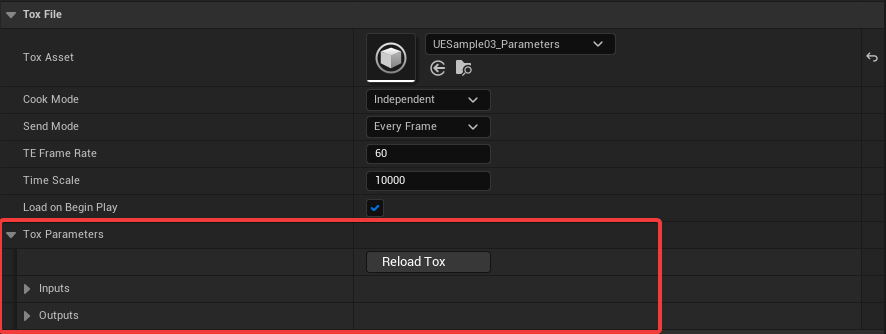 Tox File
Tox Asset
UESample03_Parameters
Cook Mode
Independent
Send Mode
Every Frame
TE Frame Rate
60
Time Scale
10000
Load on Begin Play
Tox Parameters
Reload Tox
Inputs
Outputs